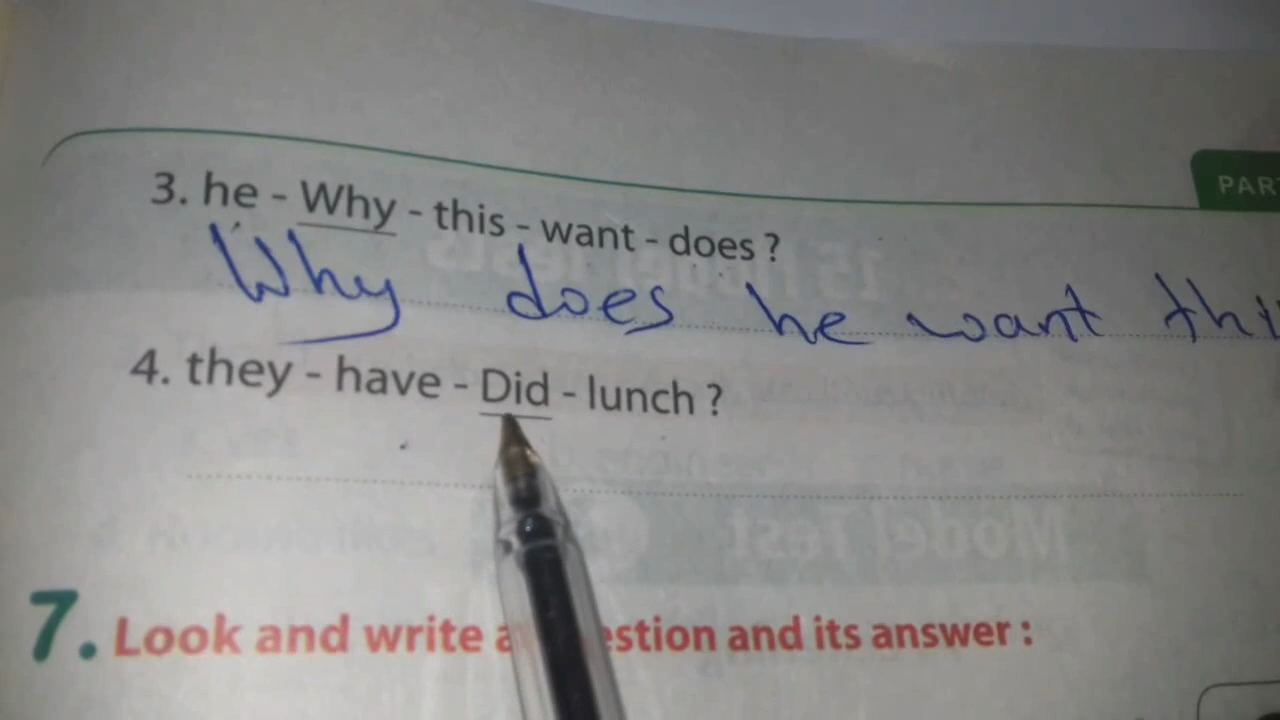 PAR
3. he - Why - this - want - does ?
Why does he want thi
4. they - have - Did - lunch ?
7. Look and write a estion and its answer :